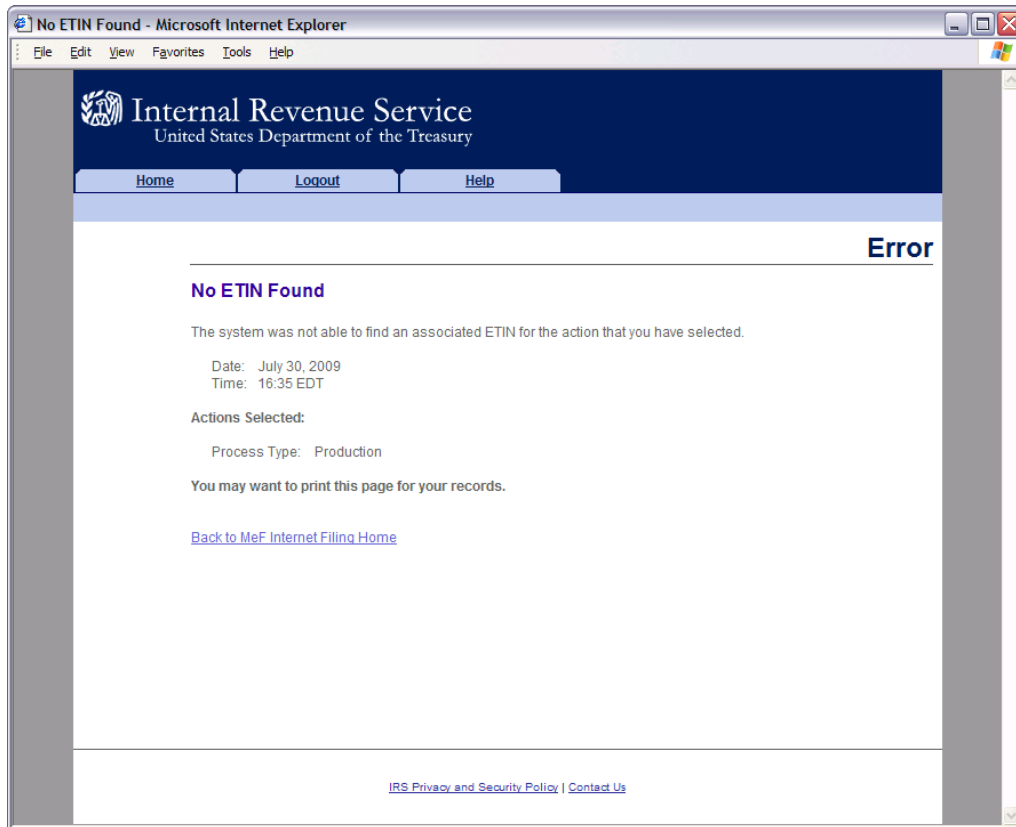 No ETIN Found - Microsoft Internet Explorer
File Edit View Favorites Tools Help
Internal Revenue Service
United States Department of the Treasury
Home Logout Help
Error
No ETIN Found
The system was not able to find an associated ETIN for the action that you have selected.
Date: July 30, 2009
Time: 16:35 EDT
Actions Selected:
Process Type: Production
You may want to print this page for your records.
Back to MeF Internet Filing Home
IRS Privacy and Security Policy | Contact Us